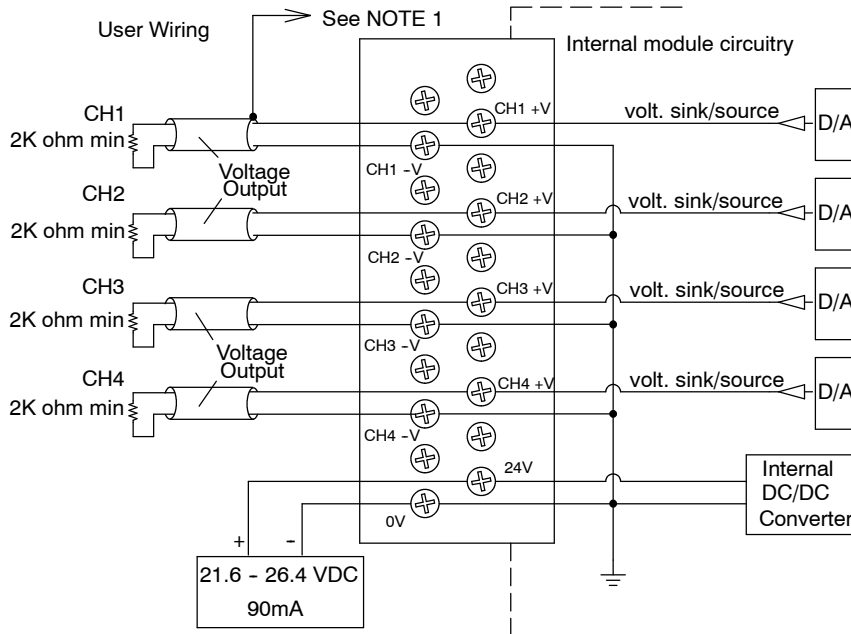 User Wiring
See NOTE 1
Internal module circuitry
CH1
2K ohm min
CH1 +V
volt. sink/source
D/A
CH1 -V
Voltage
Output
CH2
2K ohm min
CH2 +V
volt. sink/source
D/A
CH2 -V
CH3
2K ohm min
CH3 +V
volt. sink/source
D/A
CH3 -V
Voltage
Output
CH4
2K ohm min
CH4 +V
volt. sink/source
D/A
CH4 -V
24V
0V
Internal
DC/DC
Converter
+ -
21.6 - 26.4 VDC
90mA